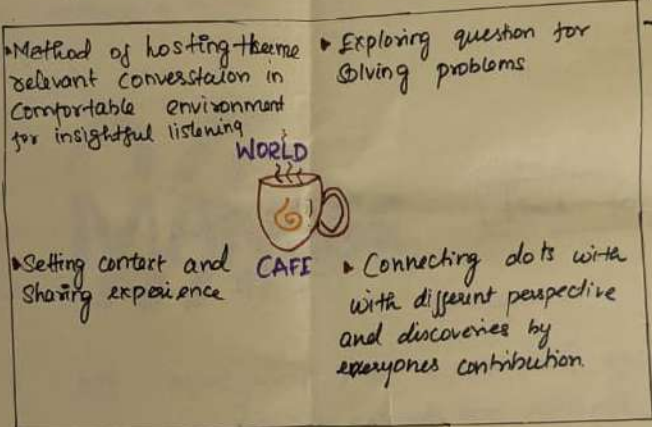 •Method of hosting theme
relevant converstaion in
Comfortable environment
for insightful listening
• Exploring question for
Solving problems
WORLD
CAFE
•Setting context and
Sharing experience
• Connecting dots with
with different perspective
and discoveries by
everyones contribution.